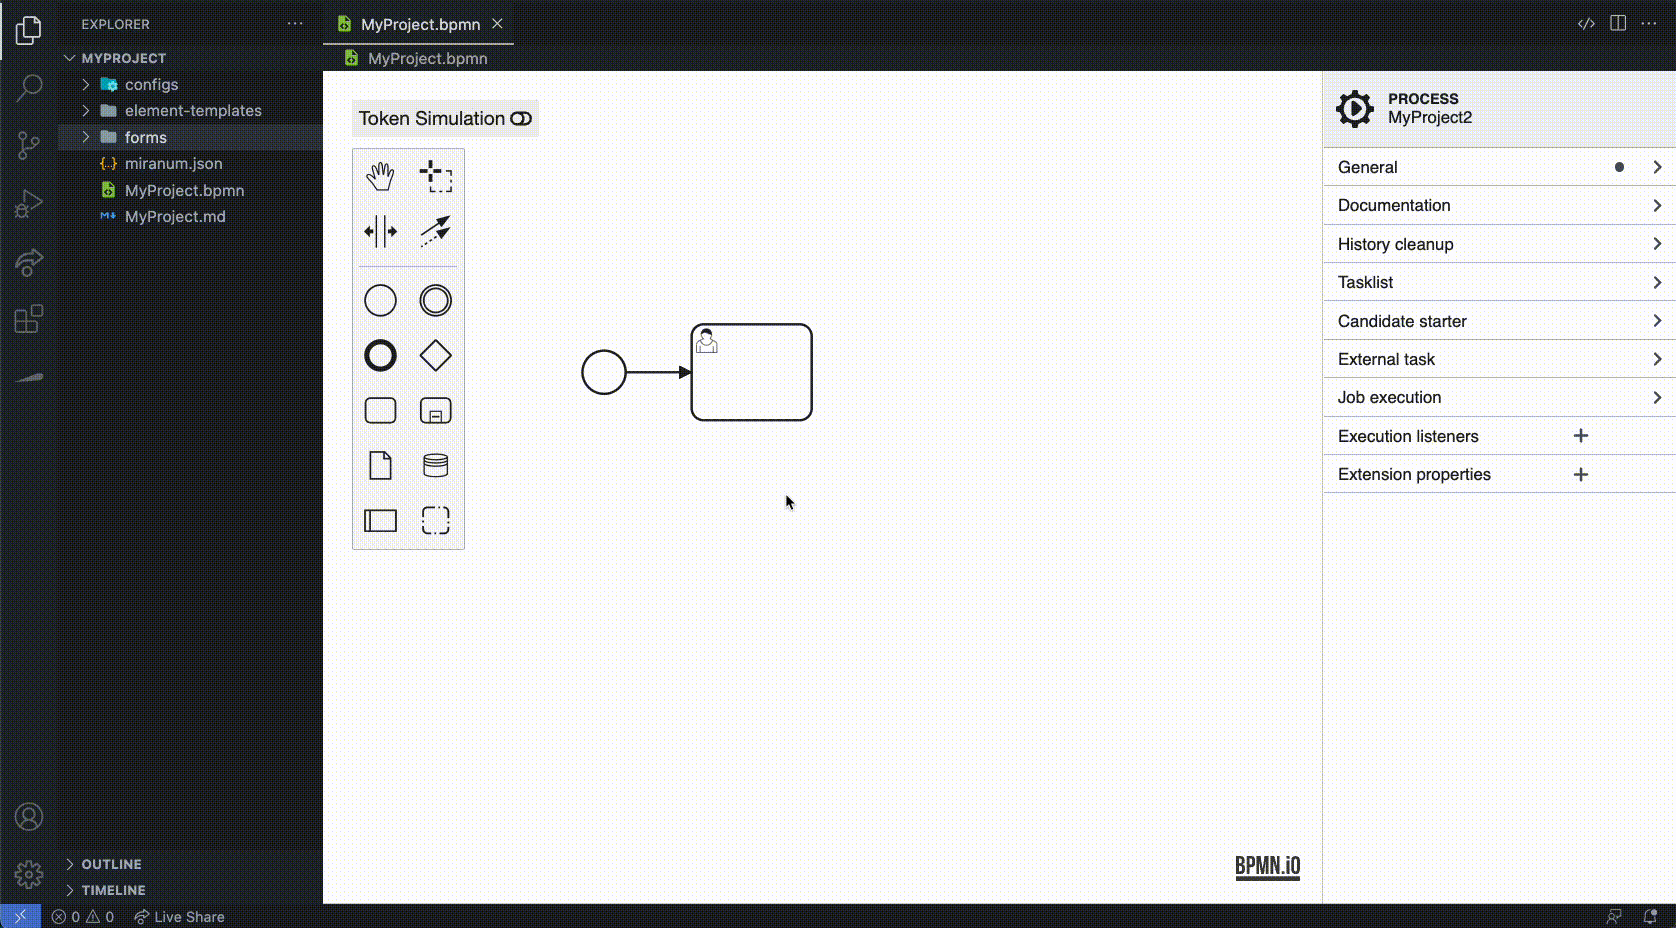 EXPLORER
MYPROJECT
configs
element-templates
forms
miranum.json
MyProject.bpmn
MyProject.md
OUTLINE
TIMELINE
MyProject.bpmn
MyProject.bpmn
Token Simulation
BPMN.iO
PROCESS
MyProject2
General
Documentation
History cleanup
Tasklist
Candidate starter
External task
Job execution
Execution listeners
Extension properties
0 0 Live Share